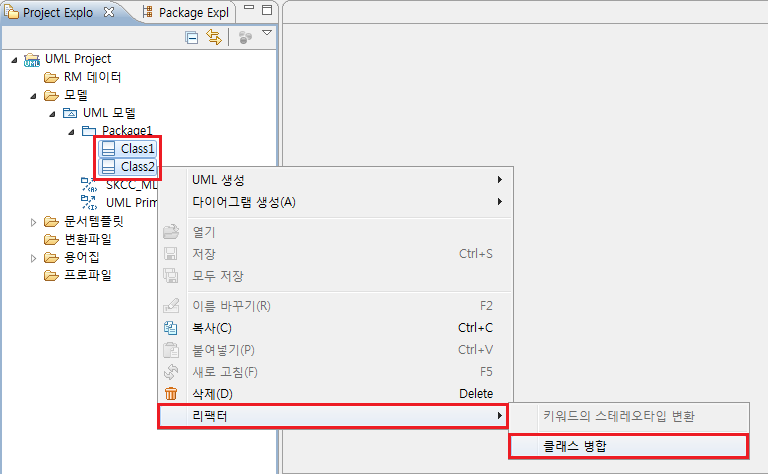 Project Explo
Package Expl
UML Project
RM 데이터
모델
UML 모델
Package1
Class1
Class2
SKCC_ML
UML Prim
문서템플릿
변환파일
용어집
프로파일
UML 생성
다이어그램 생성(A)
열기
저장 Ctrl+S
모두 저장
이름 바꾸기(R) F2
복사(C) Ctrl+C
붙여넣기(P) Ctrl+V
새로 고침(F) F5
삭제(D) Delete
리팩터
키워드의 스테레오타입 변환
클래스 병합